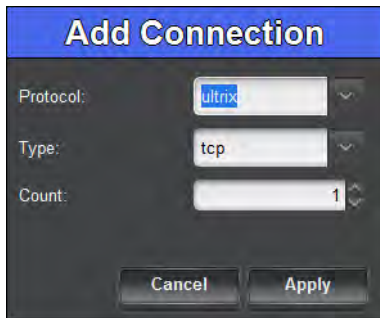 Add Connection
Protocol: ultrix
Type: tcp
Count: 1
Cancel Apply